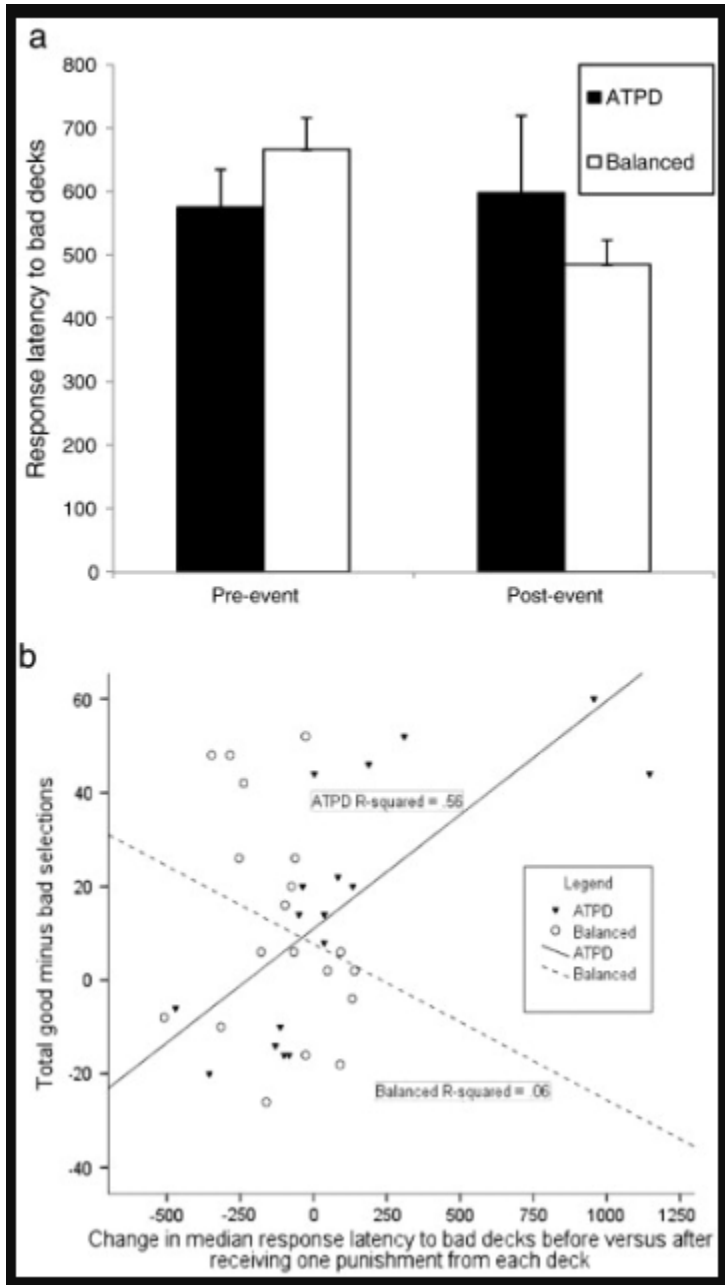 a
800
700
600
500
400
300
200
100
0
Response latency to bad decks
ATPD
Balanced
Pre-event
Post-event
b
60
40
20
0
-20
-40
Total good minus bad selections
ATPD R-squared = .56
Legend
ATPD
Balanced
ATPD
Balanced
Balanced R-squared = .06
-500
-250
0
250
500
750
1000
1250
Change in median response latency to bad decks before versus after
receiving one punishment from each deck